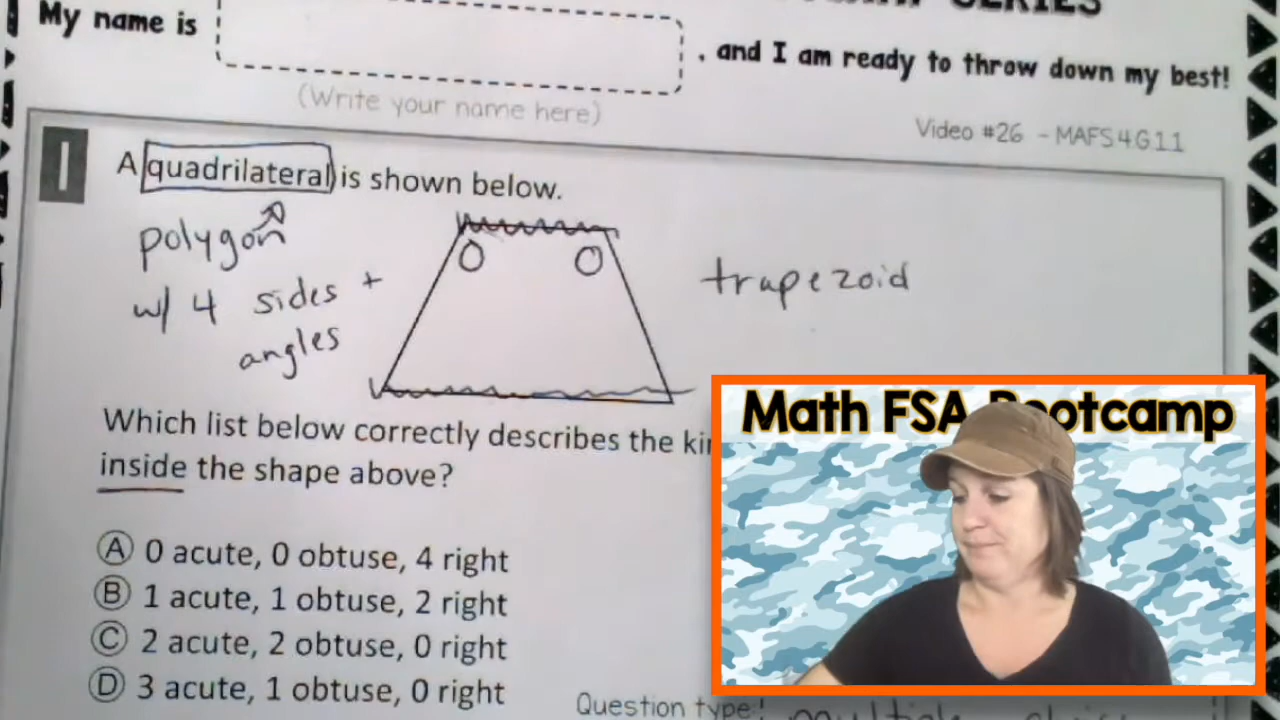 My name is , and I am ready to throw down my best!
(Write your name here)
Video #26 - MAFS4G11
1 A quadrilateral is shown below.
polygon
w/ 4 sides +
angles
O O
trapezoid
Which list below correctly describes the
inside the shape above?
A 0 acute, 0 obtuse, 4 right
B 1 acute, 1 obtuse, 2 right
C 2 acute, 2 obtuse, 0 right
D 3 acute, 1 obtuse, 0 right
Question type: multiple
Math FSA Bootcamp